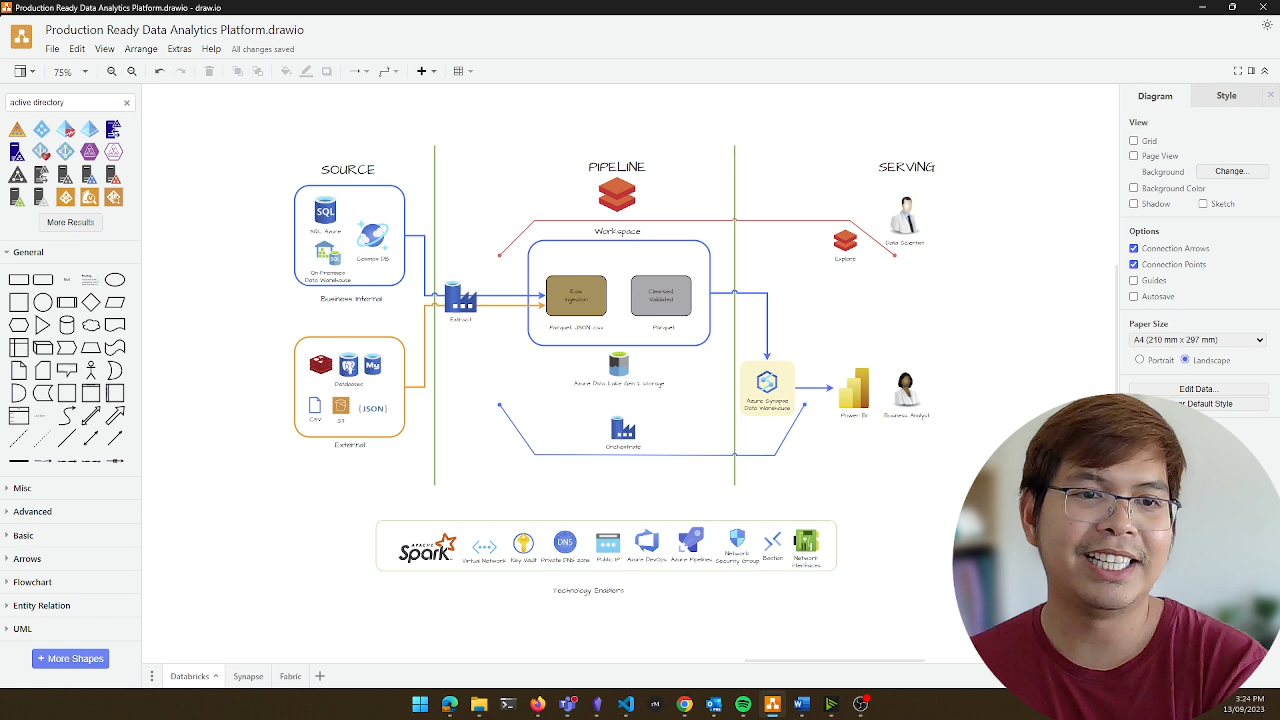 Production Ready Data Analytics Platform.drawio - draw.io
Production Ready Data Analytics Platform.drawio
File Edit View Arrange Extras Help All changes saved
75%
active directory
More Results
General
Misc
Advanced
Basic
Arrows
Flowchart
Entity Relation
UML
+ More Shapes
SOURCE
SQL
SQL Azure
Cosmos DB
SQL
On-Premises
Data Warehouse
Business Internal
My
Databases
CSV
S3
{JSON}
External
Extract
PIPELINE
Workspace
Raw
Ingestion
Cleansed,
Validated
Parquet, JSON, csv
Parquet
Azure Data Lake Gen 2 storage
Orchestrate
SERVING
Explore
Data Scientist
Azure Synapse
Data Warehouse
Power BI
Business Analyst
APACHE
Spark
Virtual Network
Key Vault
DNS
Private DNS zone
Public IP
Azure DevOps
Azure Pipelines
Network
Security Group
Bastion
Network
Interfaces
Technology Enablers
Databricks Synapse Fabric
Diagram Style
View
Grid
Page View
Background Change...
Background Color
Shadow Sketch
Options
Connection Arrows
Connection Points
Guides
Autosave
Paper Size
A4 (210 mm x 297 mm)
Portrait Landscape
Edit Data...
Default Style
3:24 PM
13/09/2023